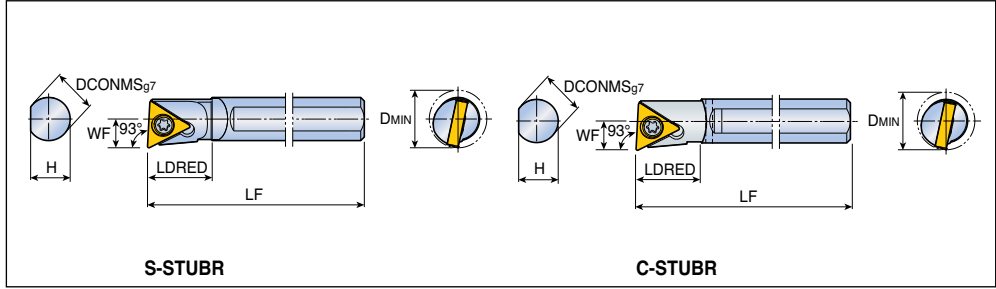 DCONMSg7
WF
93°
H
LDRED
LF
DMIN
S-STUBR
DCONMSg7
WF
93°
H
LDRED
LF
DMIN
C-STUBR